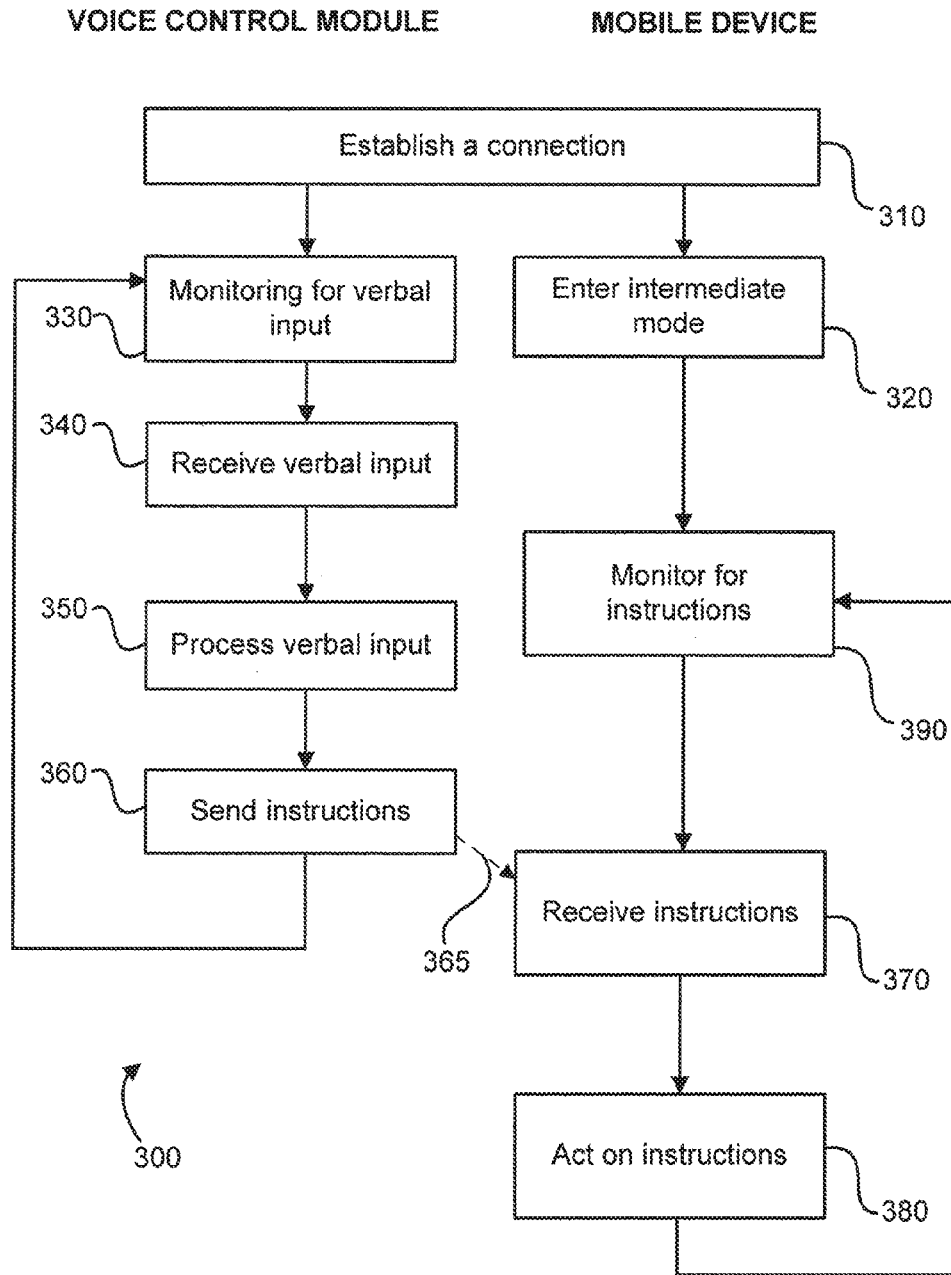 VOICE CONTROL MODULE
MOBILE DEVICE
Establish a connection
310
Monitoring for verbal
input
330
Enter intermediate
mode
320
340
Receive verbal input
Monitor for
instructions
390
350
Process verbal input
360
Send instructions
365
Receive instructions
370
300
Act on instructions
380